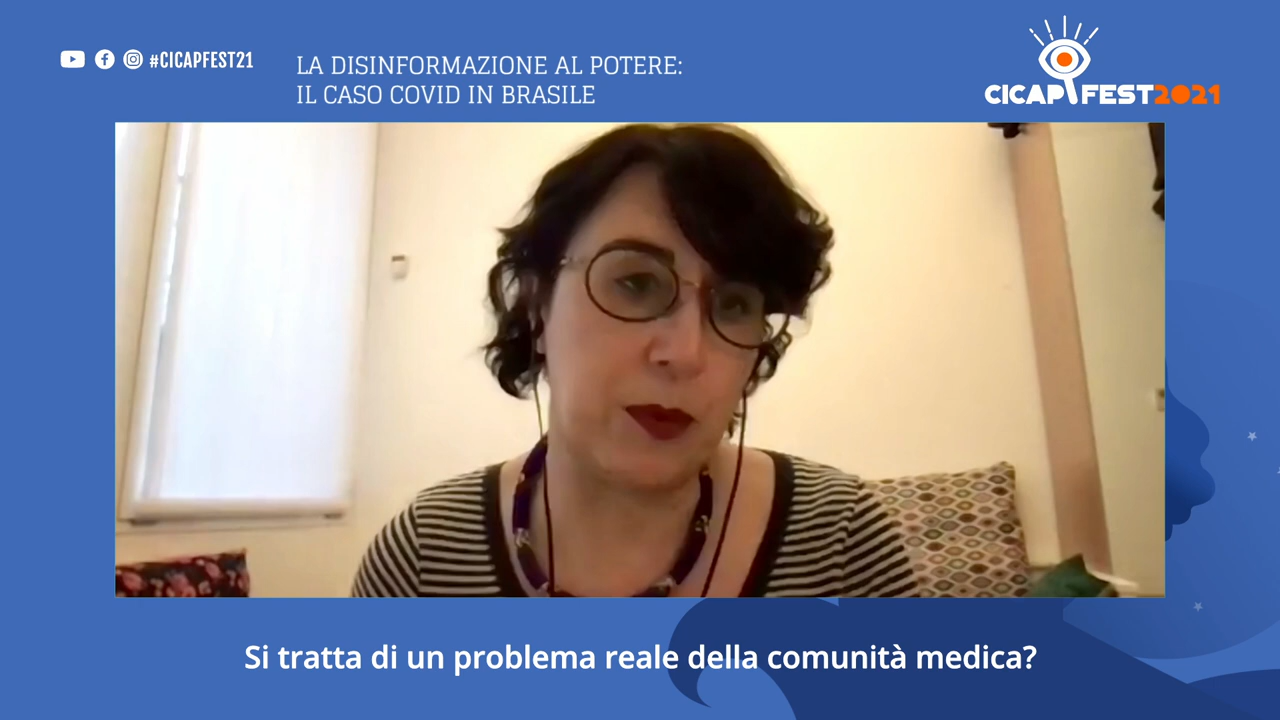 #CICAPFEST21
LA DISINFORMAZIONE AL POTERE:
IL CASO COVID IN BRASILE
CICAP FEST2021
Si tratta di un problema reale della comunità medica?